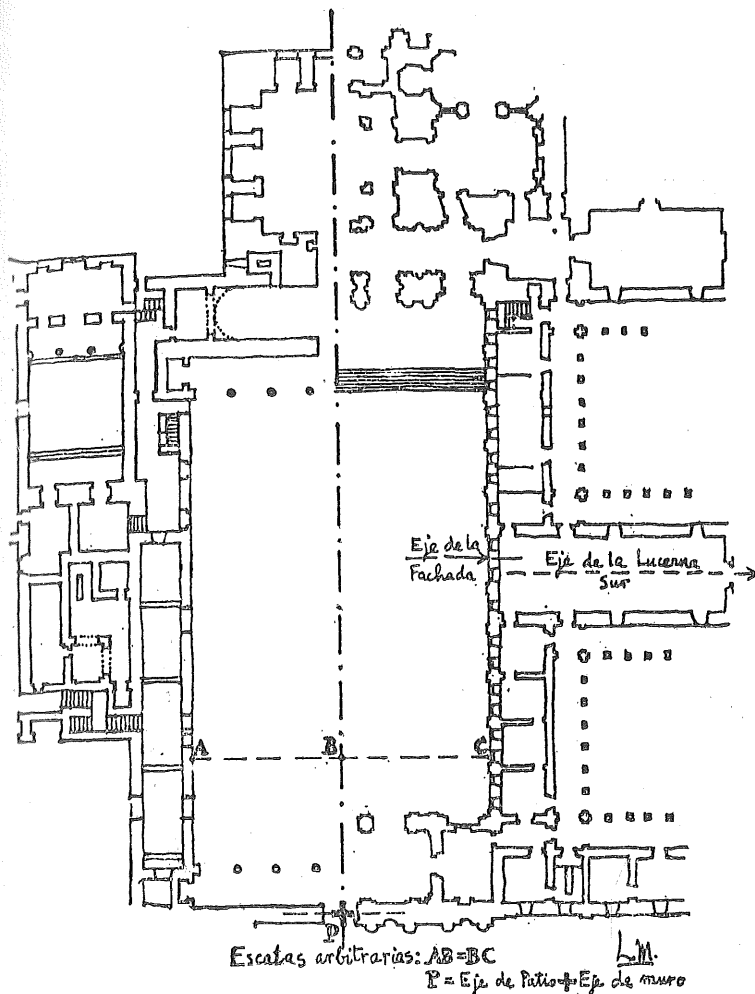 Eje de la
Fachada
Eje de la Lucerna
Sur
A
B
C
P
Escalas arbitrarias: AB=BC
L.M.
P = Eje de Patio + Eje de muro